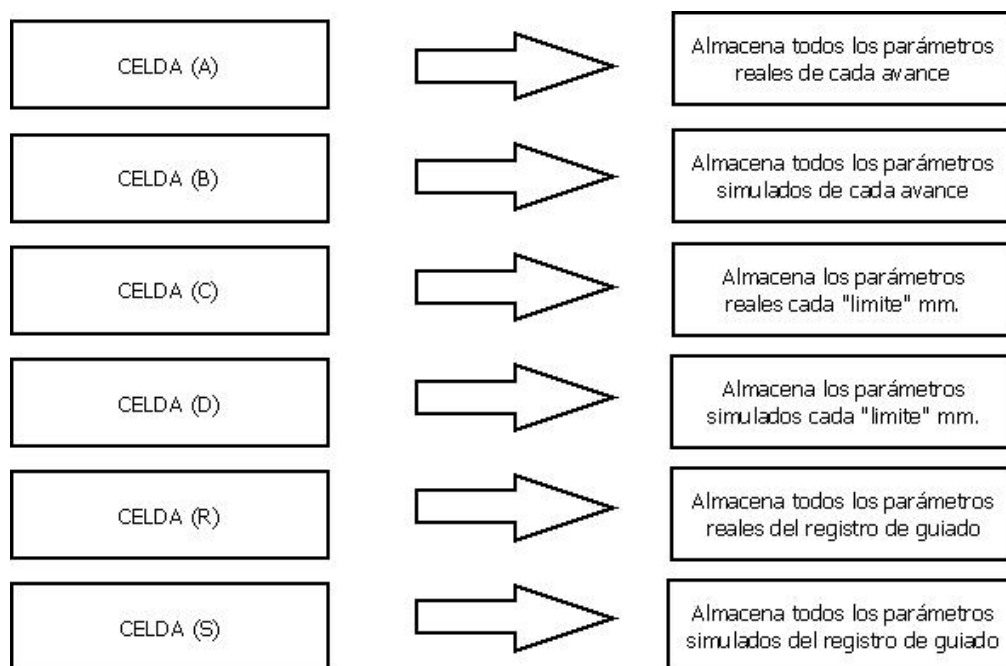 CELDA (A)
Almacena todos los parámetros
reales de cada avance
CELDA (B)
Almacena todos los parámetros
simulados de cada avance
CELDA (C)
Almacena los parámetros
reales cada "limite" mm.
CELDA (D)
Almacena los parámetros
simulados cada "limite" mm.
CELDA (R)
Almacena todos los parámetros
reales del registro de guiado
CELDA (S)
Almacena todos los parámetros
simulados del registro de guiado